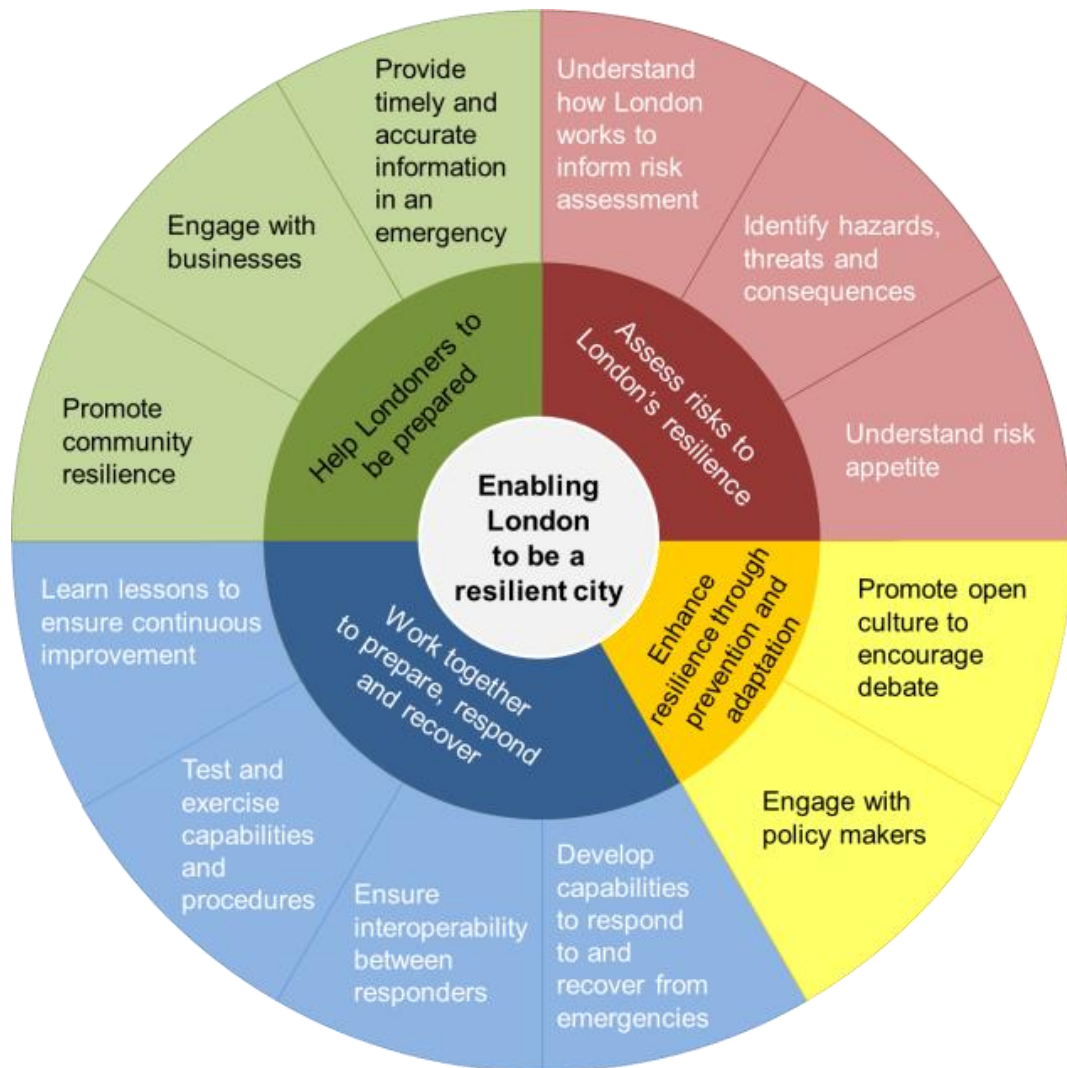 Enabling
London
to be a
resilient city
Assess risks to
London's resilience
Understand
how London
works to
inform risk
assessment
Identify hazards,
threats and
consequences
Understand risk
appetite
Enhance
resilience through
prevention and
adaptation
Promote open
culture to
encourage
debate
Engage with
policy makers
Work together
to prepare, respond
and recover
Develop
capabilities
to respond
to and
recover from
emergencies
Ensure
interoperability
between
responders
Test and
exercise
capabilities
and
procedures
Learn lessons to
ensure continuous
improvement
Help Londoners to
be prepared
Promote
community
resilience
Engage with
businesses
Provide
timely and
accurate
information
in an
emergency